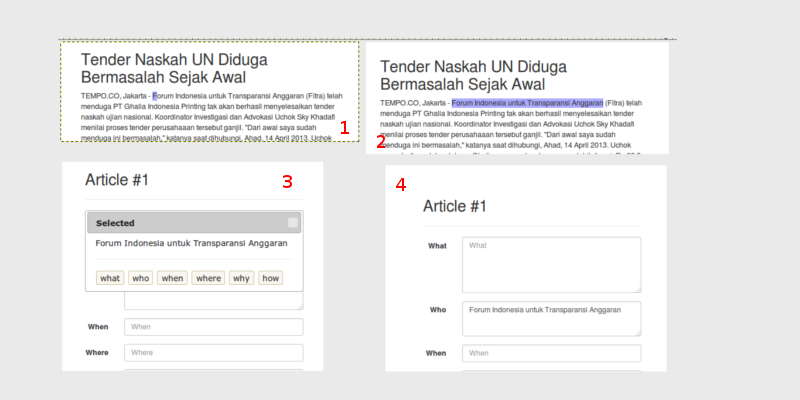 Tender Naskah UN Diduga
Bermasalah Sejak Awal
TEMPO.CO, Jakarta - Forum Indonesia untuk Transparansi Anggaran (Fitra) telah
menduga PT Ghalia Indonesia Printing tak akan berhasil menyelesaikan tender
naskah ujian nasional. Koordinator Investigasi dan Advokasi Uchok Sky Khadafi
menilai proses tender perusahaaan tersebut ganjil. "Dari awal saya sudah
menduga ini bermasalah," katanya saat dihubungi, Ahad, 14 April 2013. Uchok
1
Tender Naskah UN Diduga
Bermasalah Sejak Awal
TEMPO.CO, Jakarta - Forum Indonesia untuk Transparansi Anggaran (Fitra) telah
menduga PT Ghalia Indonesia Printing tak akan berhasil menyelesaikan tender
naskah ujian nasional. Koordinator Investigasi dan Advokasi Uchok Sky Khadafi
menilai proses tender perusahaaan tersebut ganjil. "Dari awal saya sudah
menduga ini bermasalah," katanya saat dihubungi, Ahad, 14 April 2013. Uchok
2
Article #1
3
Selected
Forum Indonesia untuk Transparansi Anggaran
what who when where why how
When When
Where Where
4
Article #1
What What
Who Forum Indonesia untuk Transparansi Anggaran
When When